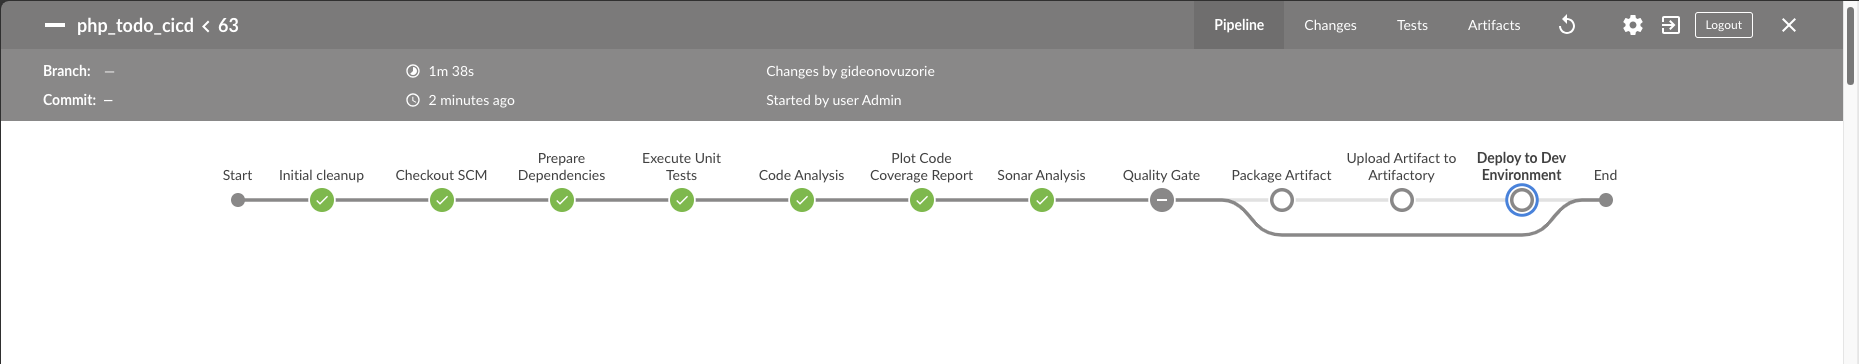 php_todo_cicd < 63
Pipeline
Changes
Tests
Artifacts
Logout
Branch: —
1m 38s
Changes by gideonovuzorie
Commit: —
2 minutes ago
Started by user Admin
Start
Initial cleanup
Checkout SCM
Prepare
Dependencies
Execute Unit
Tests
Code Analysis
Plot Code
Coverage Report
Sonar Analysis
Quality Gate
Package Artifact
Upload Artifact to
Artifactory
Deploy to Dev
Environment
End